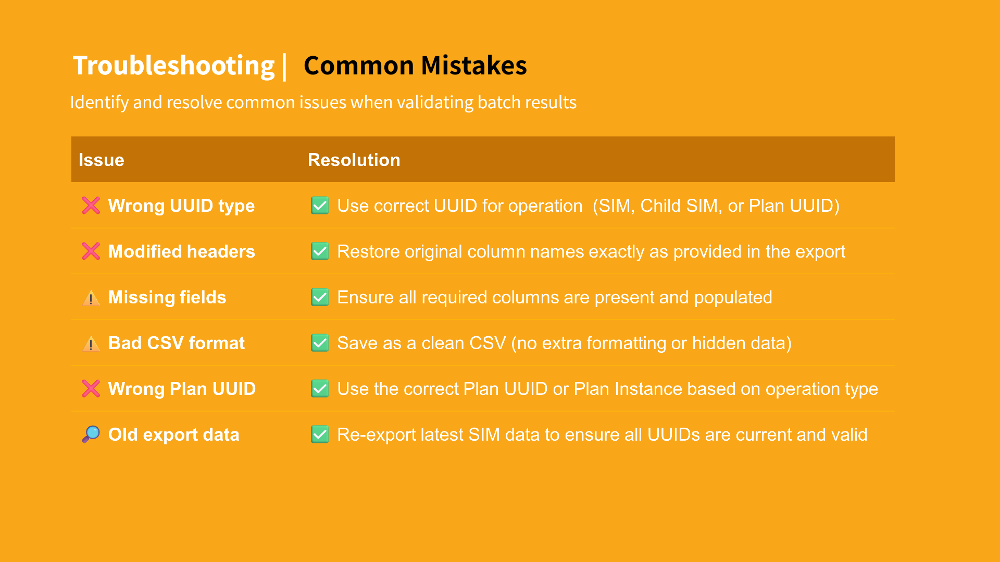 Troubleshooting | Common Mistakes
Identify and resolve common issues when validating batch results
Issue Resolution
❌ Wrong UUID type ✅ Use correct UUID for operation (SIM, Child SIM, or Plan UUID)
❌ Modified headers ✅ Restore original column names exactly as provided in the export
⚠️ Missing fields ✅ Ensure all required columns are present and populated
⚠️ Bad CSV format ✅ Save as a clean CSV (no extra formatting or hidden data)
❌ Wrong Plan UUID ✅ Use the correct Plan UUID or Plan Instance based on operation type
🔎 Old export data ✅ Re-export latest SIM data to ensure all UUIDs are current and valid